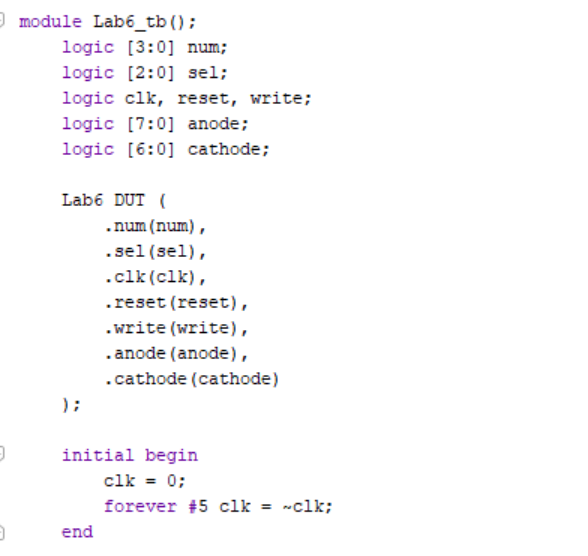 module Lab6_tb();
logic [3:0] num;
logic [2:0] sel;
logic clk, reset, write;
logic [7:0] anode;
logic [6:0] cathode;
Lab6 DUT (
.num(num),
.sel(sel),
.clk(clk),
.reset(reset),
.write(write),
.anode(anode),
.cathode(cathode)
);
initial begin
clk = 0;
forever #5 clk = ~clk;
end